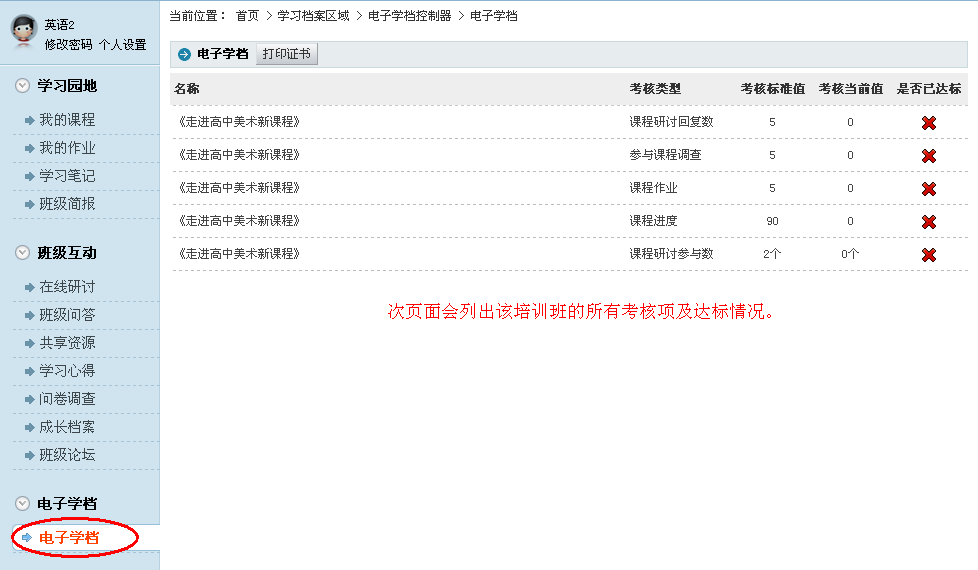 英语2
修改密码 个人设置
学习园地
我的课程
我的作业
学习笔记
班级简报
班级互动
在线研讨
班级问答
共享资源
学习心得
问卷调查
成长档案
班级论坛
电子学档
电子学档
当前位置： 首页 > 学习档案区域 > 电子学档控制器 > 电子学档
电子学档 打印证书
名称 考核类型 考核标准值 考核当前值 是否已达标
《走进高中美术新课程》 课程研讨回复数 5 0
《走进高中美术新课程》 参与课程调查 5 0
《走进高中美术新课程》 课程作业 5 0
《走进高中美术新课程》 课程进度 90 0
《走进高中美术新课程》 课程研讨参与数 2个 0个
次页面会列出该培训班的所有考核项及达标情况。